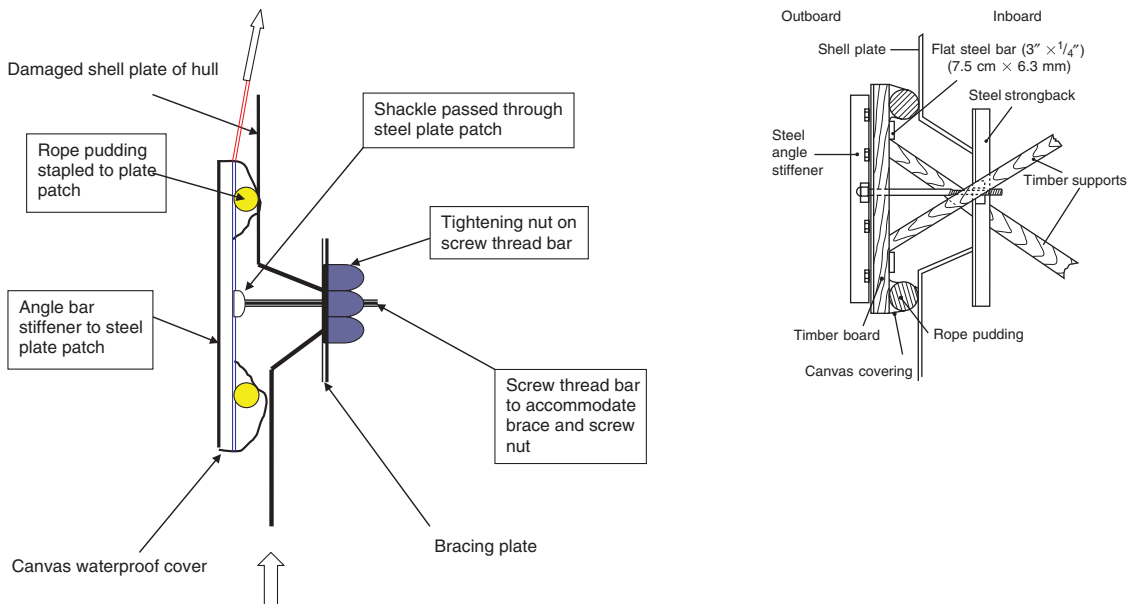 Damaged shell plate of hull
Rope pudding
stapled to plate
patch
Shackle passed through
steel plate patch
Tightening nut on
screw thread bar
Angle bar
stiffener to steel
plate patch
Screw thread bar
to accommodate
brace and screw
nut
Canvas waterproof cover
Bracing plate
Outboard
Inboard
Shell plate
Flat steel bar (3″ ×1/4″)
(7.5 cm × 6.3 mm)
Steel strongback
Steel
angle
stiffener
Timber supports
Timber board
Rope pudding
Canvas covering